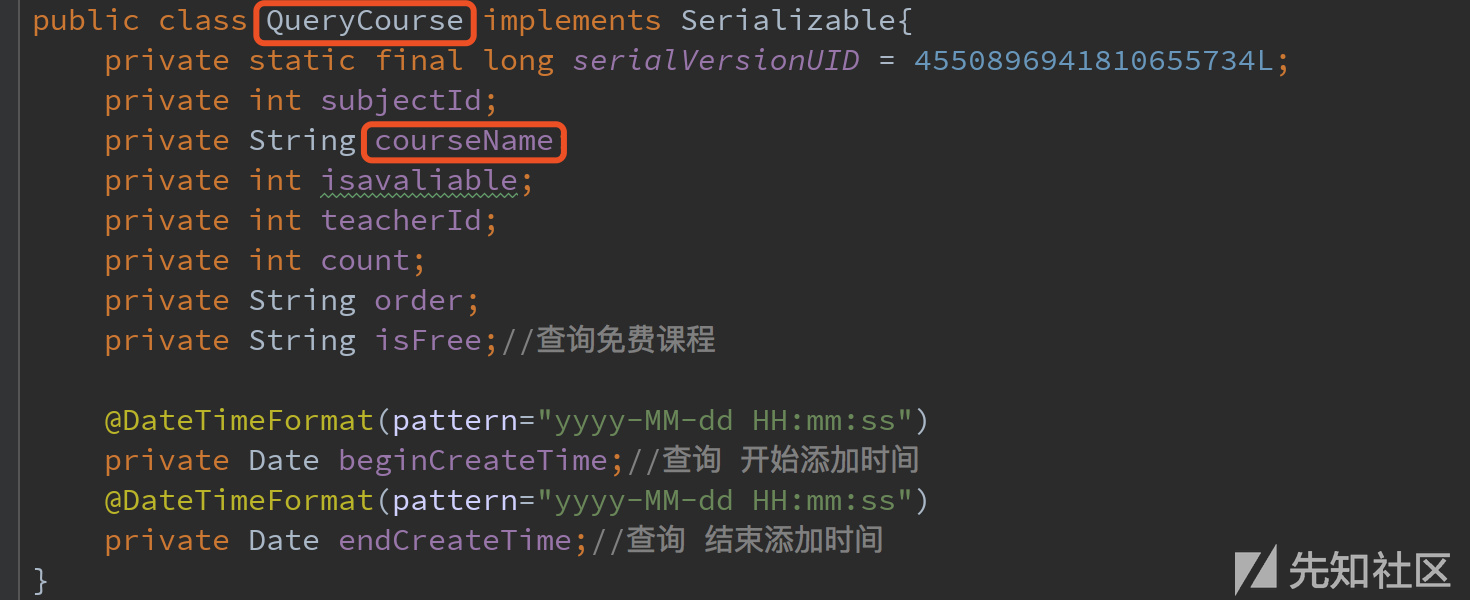 public class QueryCourse implements Serializable{
    private static final long serialVersionUID = 4550896941810655734L;
    private int subjectId;
    private String courseName
    private int isavaliable;
    private int teacherId;
    private int count;
    private String order;
    private String isFree;//查询免费课程
    @DateTimeFormat(pattern="yyyy-MM-dd HH:mm:ss")
    private Date beginCreateTime;//查询 开始添加时间
    @DateTimeFormat(pattern="yyyy-MM-dd HH:mm:ss")
    private Date endCreateTime;//查询 结束添加时间
}
先知社区